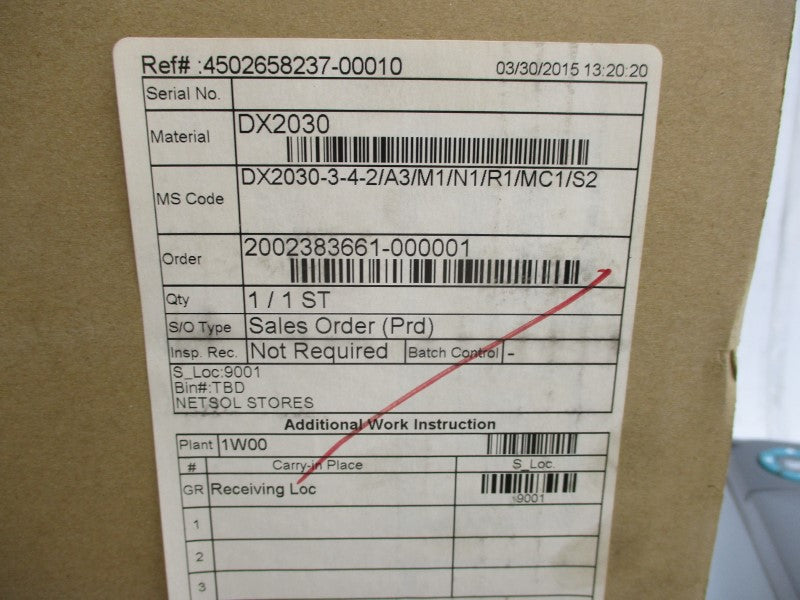 Ref# :4502658237-00010 03/30/2015 13:20:20
Serial No.
Material DX2030
MS Code DX2030-3-4-2/A3/M1/N1/R1/MC1/S2
Order 2002383661-000001
Qty 1 / 1 ST
S/O Type Sales Order (Prd)
Insp. Rec. Not Required Batch Control -
S_Loc:9001
Bin#:TBD
NETSOL STORES
Additional Work Instruction
Plant 1W00
# Carry-in Place S_Loc.
GR Receiving Loc 9001
1
2
3